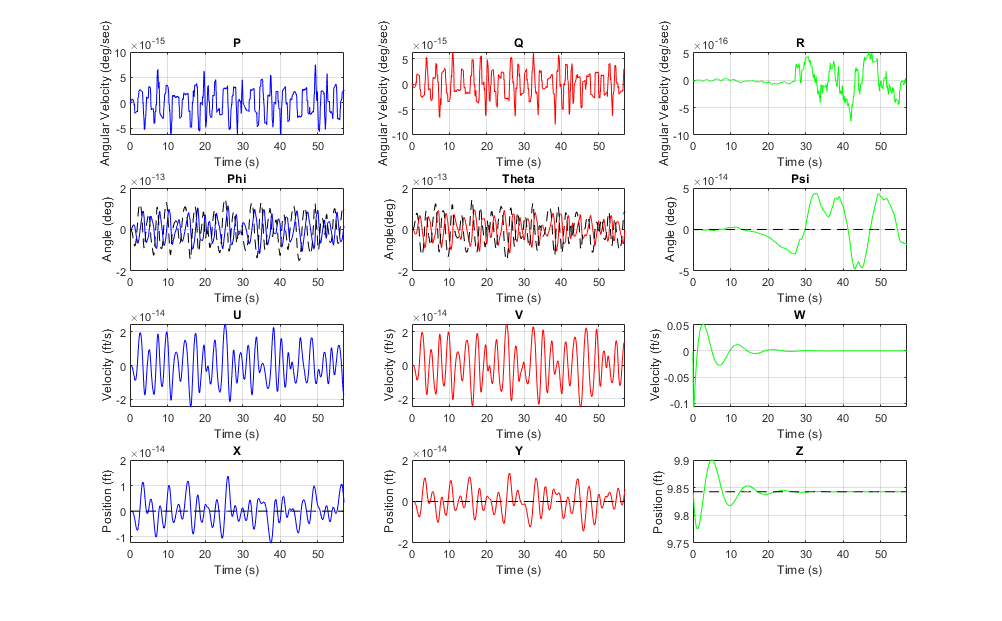 P
×10-15
Angular Velocity (deg/sec)
10
5
0
-5
0 10 20 30 40 50
Time (s)
Q
×10-15
Angular Velocity (deg/sec)
5
0
-5
-10
0 10 20 30 40 50
Time (s)
R
×10-16
Angular Velocity (deg/sec)
5
0
-5
-10
0 10 20 30 40 50
Time (s)
Phi
×10-13
Angle(deg)
2
0
-2
0 10 20 30 40 50
Time (s)
Theta
×10-13
Angle(deg)
2
0
-2
0 10 20 30 40 50
Time (s)
Psi
×10-14
Angle(deg)
5
0
-5
0 10 20 30 40 50
Time (s)
U
×10-14
Velocity (ft/s)
2
0
-2
0 10 20 30 40 50
Time (s)
V
×10-14
Velocity (ft/s)
2
0
-2
0 10 20 30 40 50
Time (s)
W
Velocity (ft/s)
0.05
0
-0.05
-0.1
0 10 20 30 40 50
Time (s)
X
×10-14
Position (ft)
2
1
0
-1
0 10 20 30 40 50
Time (s)
Y
×10-14
Position (ft)
2
0
-2
0 10 20 30 40 50
Time (s)
Z
Position (ft)
9.9
9.85
9.8
9.75
0 10 20 30 40 50
Time (s)